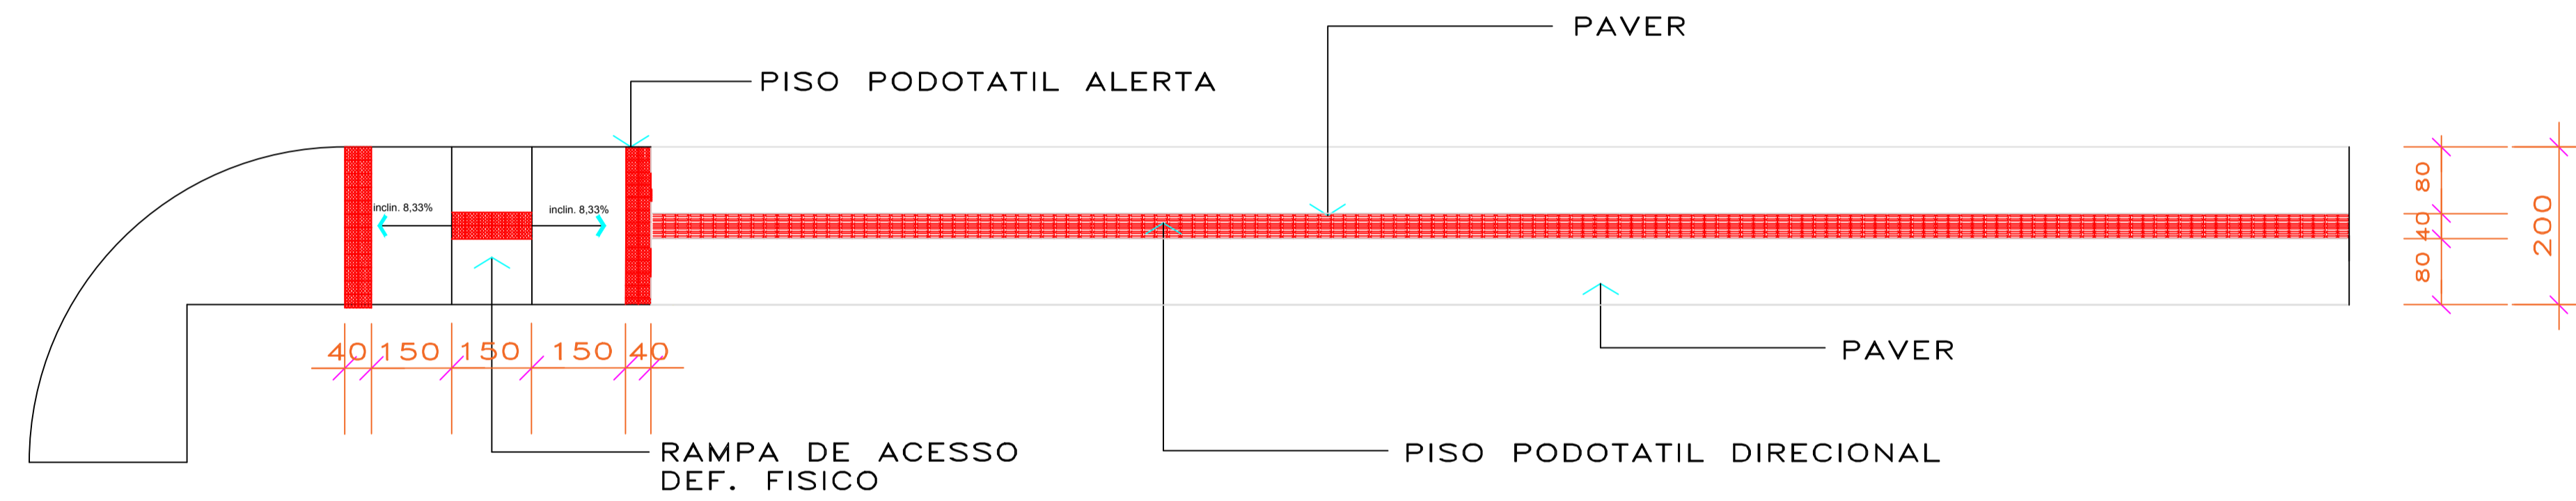 PAVER
PISO PODOTATIL ALERTA
inclin. 8,33%
inclin. 8,33%
80
40
80
200
40
150
150
150
40
PAVER
RAMPA DE ACESSO
DEF. FISICO
PISO PODOTATIL DIRECIONAL